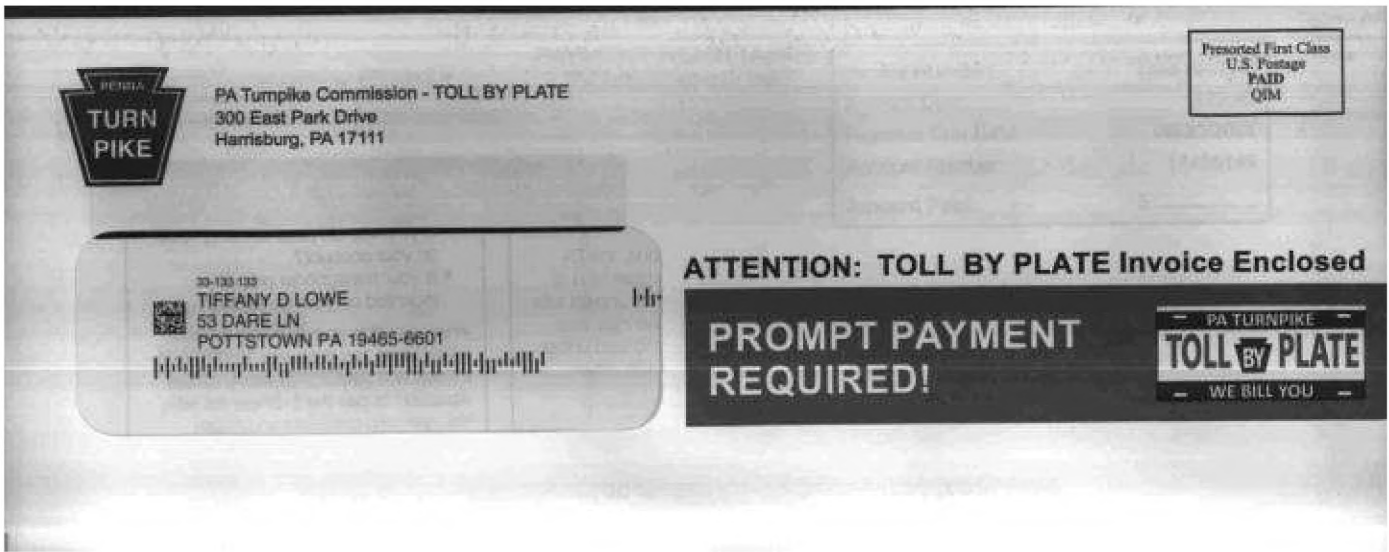 PENNA
TURN
PIKE
PA Turnpike Commission - TOLL BY PLATE
300 East Park Drive
Harrisburg, PA 17111
Presorted First Class
U.S. Postage
PAID
QIM
33-133 133
TIFFANY D LOWE
53 DARE LN
POTTSTOWN PA 19465-6601
ATTENTION: TOLL BY PLATE Invoice Enclosed
PROMPT PAYMENT
REQUIRED!
PA TURNPIKE
TOLL BY PLATE
WE BILL YOU